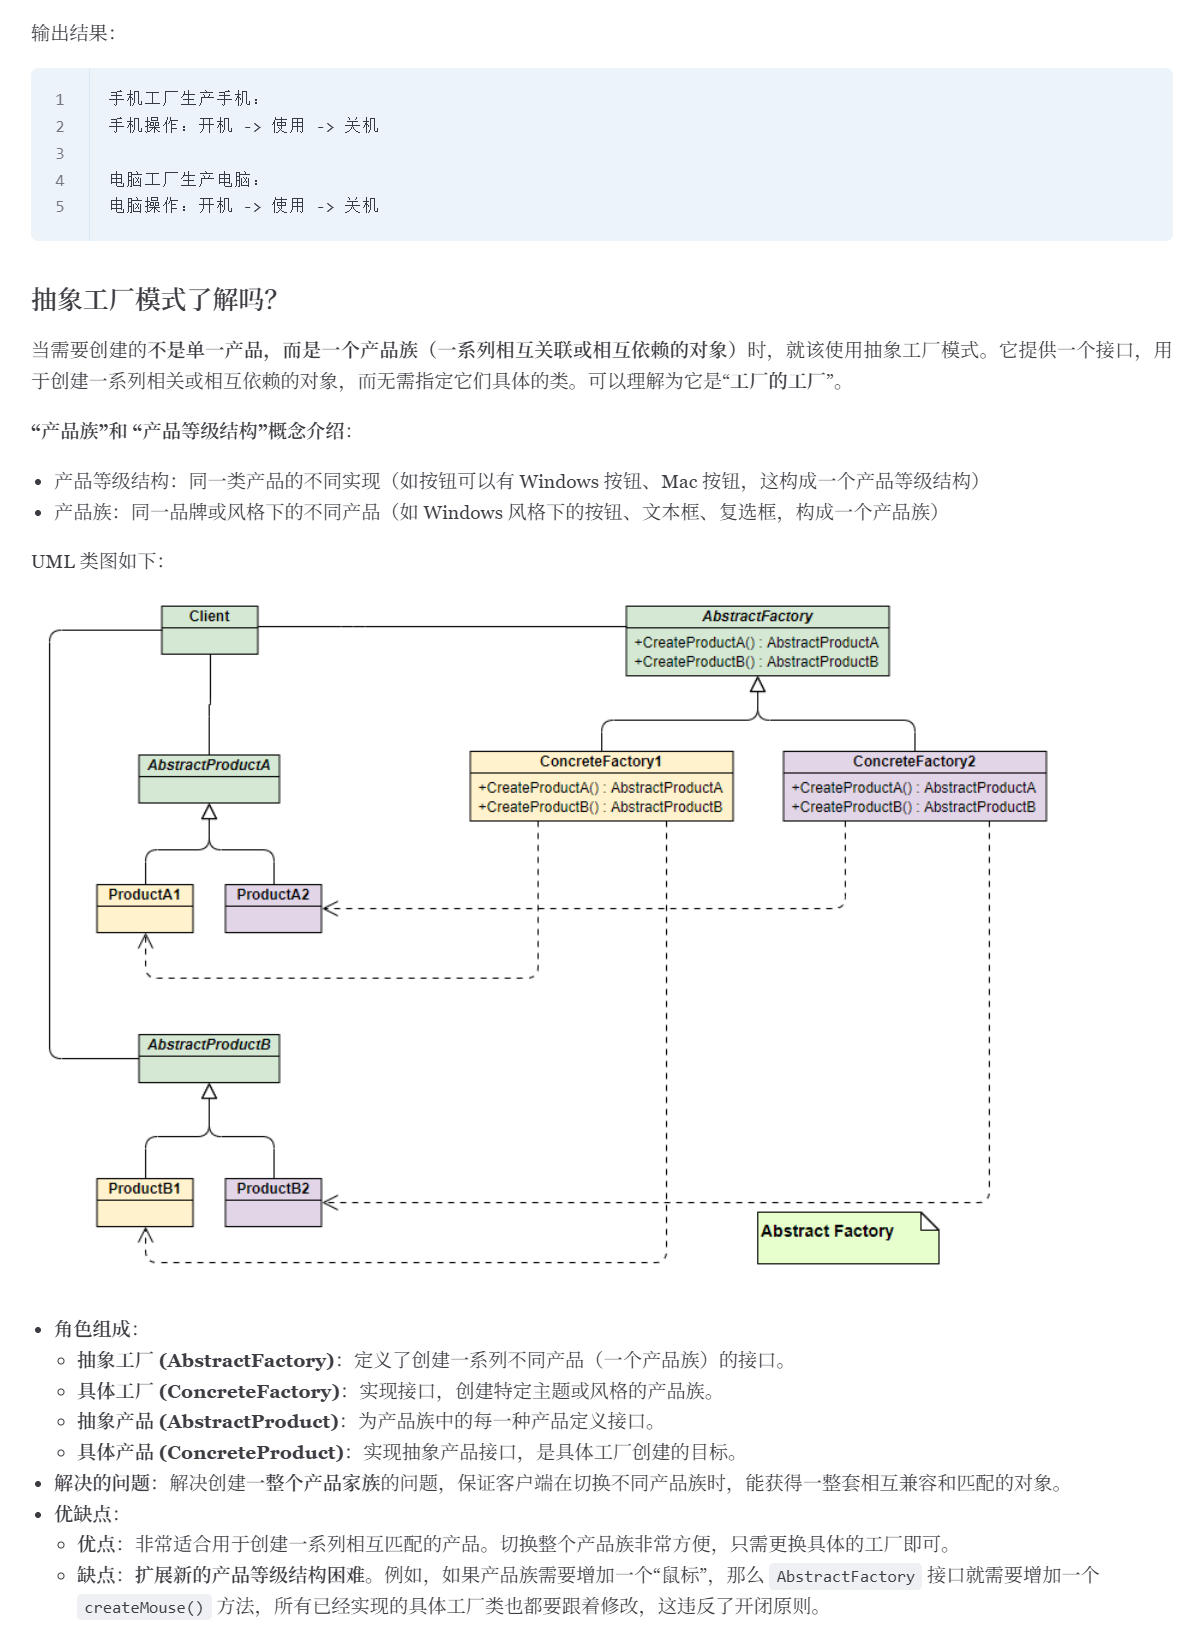 输出结果：
1 手机工厂生产手机：
2 手机操作：开机 -> 使用 -> 关机
3
4 电脑工厂生产电脑：
5 电脑操作：开机 -> 使用 -> 关机
抽象工厂模式了解吗？
当需要创建的不是单一产品，而是一个产品族（一系列相互关联或相互依赖的对象）时，就该使用抽象工厂模式。它提供一个接口，用
于创建一系列相关或相互依赖的对象，而无需指定它们具体的类。可以理解为它是“工厂的工厂”。
“产品族”和 “产品等级结构”概念介绍：
• 产品等级结构：同一类产品的不同实现（如按钮可以有 Windows 按钮、Mac 按钮，这构成一个产品等级结构）
• 产品族：同一品牌或风格下的不同产品（如 Windows 风格下的按钮、文本框、复选框，构成一个产品族）
UML 类图如下：
Client
AbstractFactory
+CreateProductA() : AbstractProductA
+CreateProductB() : AbstractProductB
AbstractProductA
ConcreteFactory1
+CreateProductA() : AbstractProductA
+CreateProductB() : AbstractProductB
ConcreteFactory2
+CreateProductA() : AbstractProductA
+CreateProductB() : AbstractProductB
ProductA1
ProductA2
AbstractProductB
ProductB1
ProductB2
Abstract Factory
• 角色组成：
◦ 抽象工厂 (AbstractFactory)：定义了创建一系列不同产品（一个产品族）的接口。
◦ 具体工厂 (ConcreteFactory)：实现接口，创建特定主题或风格的产品族。
◦ 抽象产品 (AbstractProduct)：为产品族中的每一种产品定义接口。
◦ 具体产品 (ConcreteProduct)：实现抽象产品接口，是具体工厂创建的目标。
• 解决的问题：解决创建一整个产品家族的问题，保证客户端在切换不同产品族时，能获得一整套相互兼容和匹配的对象。
• 优缺点：
◦ 优点：非常适合用于创建一系列相互匹配的产品。切换整个产品族非常方便，只需更换具体的工厂即可。
◦ 缺点：扩展新的产品等级结构困难。例如，如果产品族需要增加一个“鼠标”，那么 AbstractFactory 接口就需要增加一个
createMouse() 方法，所有已经实现的具体工厂类也都要跟着修改，这违反了开闭原则。